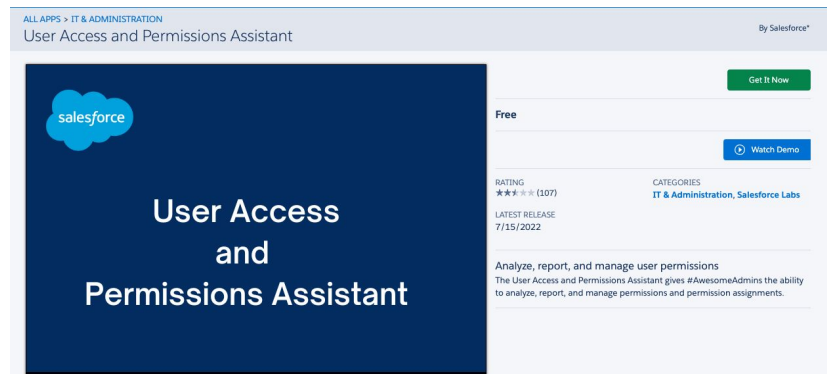 ALL APPS > IT & ADMINISTRATION
User Access and Permissions Assistant
By Salesforce*
salesforce
User Access
and
Permissions Assistant
Get It Now
Free
Watch Demo
RATING
(107)
CATEGORIES
IT & Administration, Salesforce Labs
LATEST RELEASE
7/15/2022
Analyze, report, and manage user permissions
The User Access and Permissions Assistant gives #AwesomeAdmins the ability
to analyze, report, and manage permissions and permission assignments.